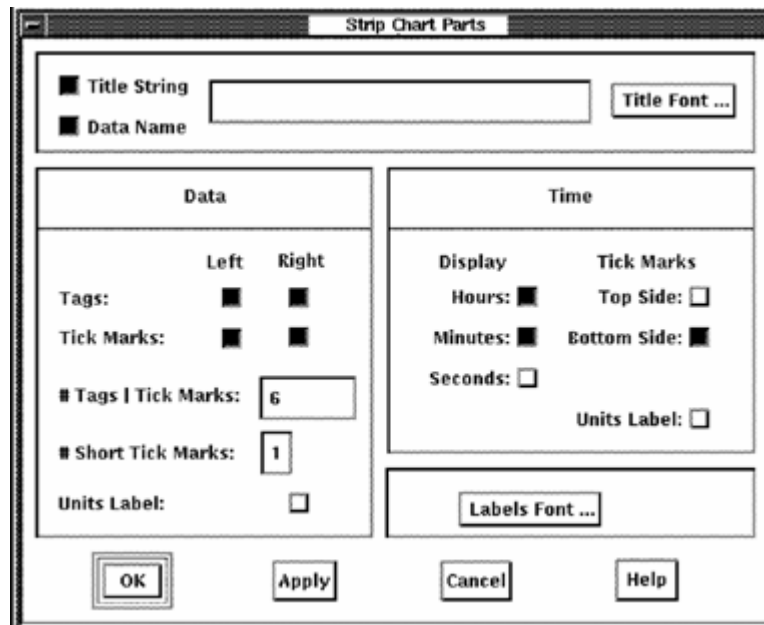 Strip Chart Parts
Title String
Data Name
Title Font ...
Data
Left Right
Tags:
Tick Marks:
# Tags | Tick Marks: 6
# Short Tick Marks: 1
Units Label:
Time
Display Tick Marks
Hours: Top Side:
Minutes: Bottom Side:
Seconds:
Units Label:
Labels Font ...
OK Apply Cancel Help